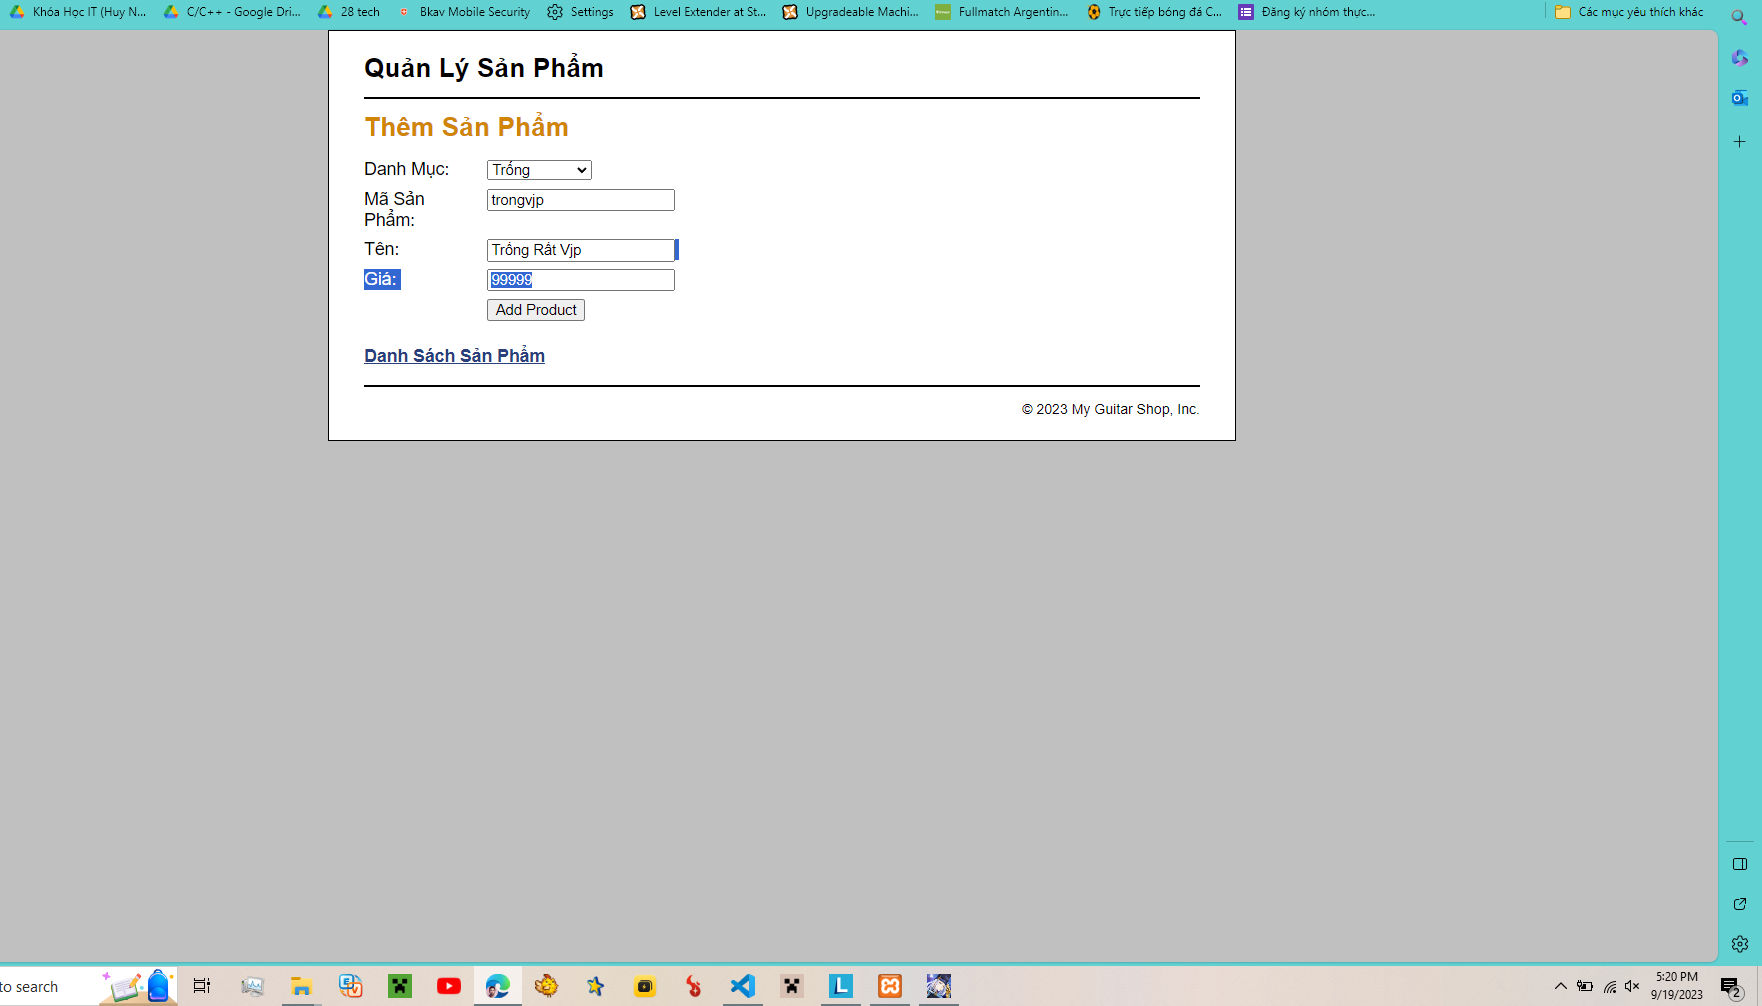 Khóa Học IT (Huy N... C/C++ - Google Dri... 28 tech Bkav Mobile Security Settings Level Extender at St... Upgradeable Machi... Fullmatch Argentin... Trực tiếp bóng đá C... Đăng ký nhóm thực... Các mục yêu thích khác
Quản Lý Sản Phẩm
Thêm Sản Phẩm
Danh Mục: Trống
Mã Sản Phẩm: trongvjp
Tên: Trống Rất Vjp
Giá: 99999
Add Product
Danh Sách Sản Phẩm
© 2023 My Guitar Shop, Inc.
to search
5:20 PM
9/19/2023
2